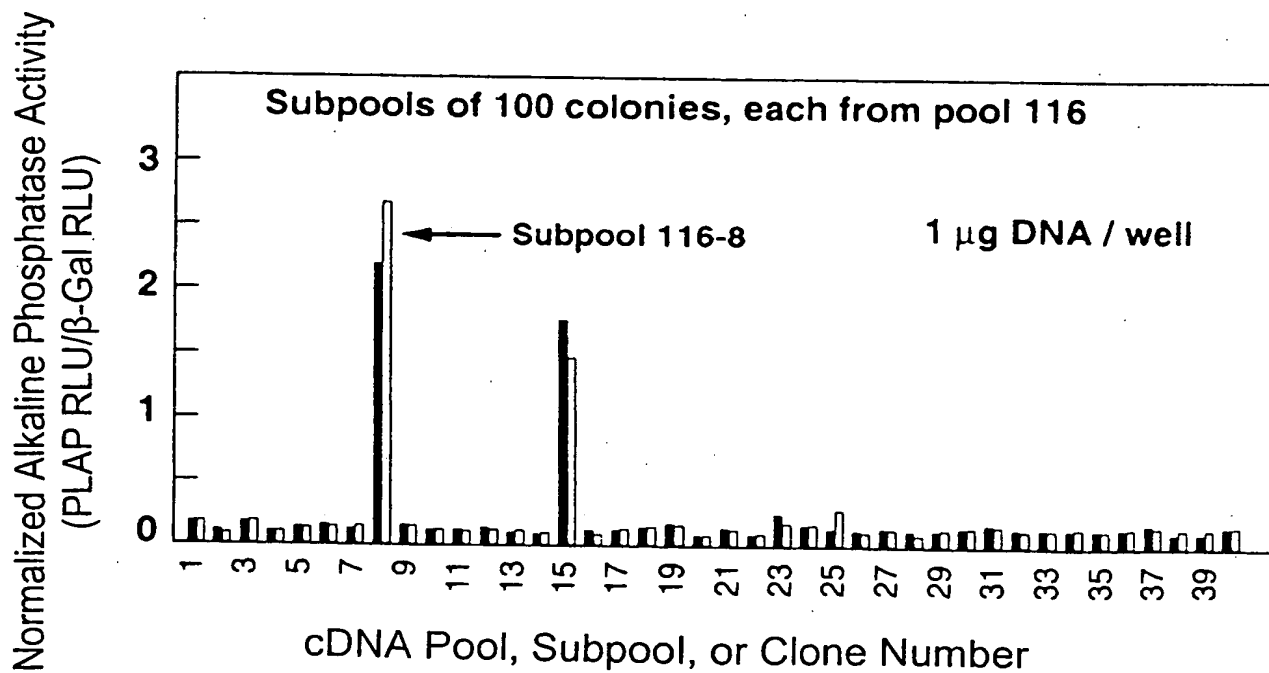 Normalized Alkaline Phosphatase Activity
(PLAP RLU/β-Gal RLU)
Subpools of 100 colonies, each from pool 116
3
2
1
0
Subpool 116-8
1 μg DNA / well
1 3 5 7 9 11 13 15 17 19 21 23 25 27 29 31 33 35 37 39
cDNA Pool, Subpool, or Clone Number